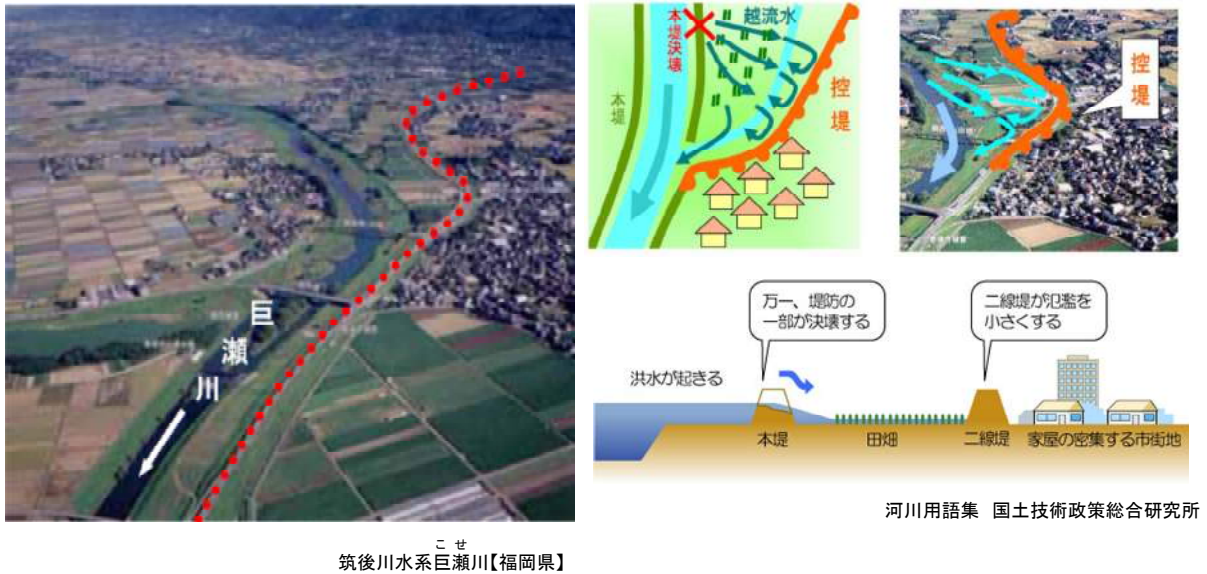 巨
瀬
川
こ せ
筑後川水系巨瀬川【福岡県】
本堤決壊
越流水
本堤
控堤
控堤
万一、堤防の
一部が決壊する
二線堤が氾濫を
小さくする
洪水が起きる
本堤
田畑
二線堤
家屋の密集する市街地
河川用語集 国土技術政策総合研究所